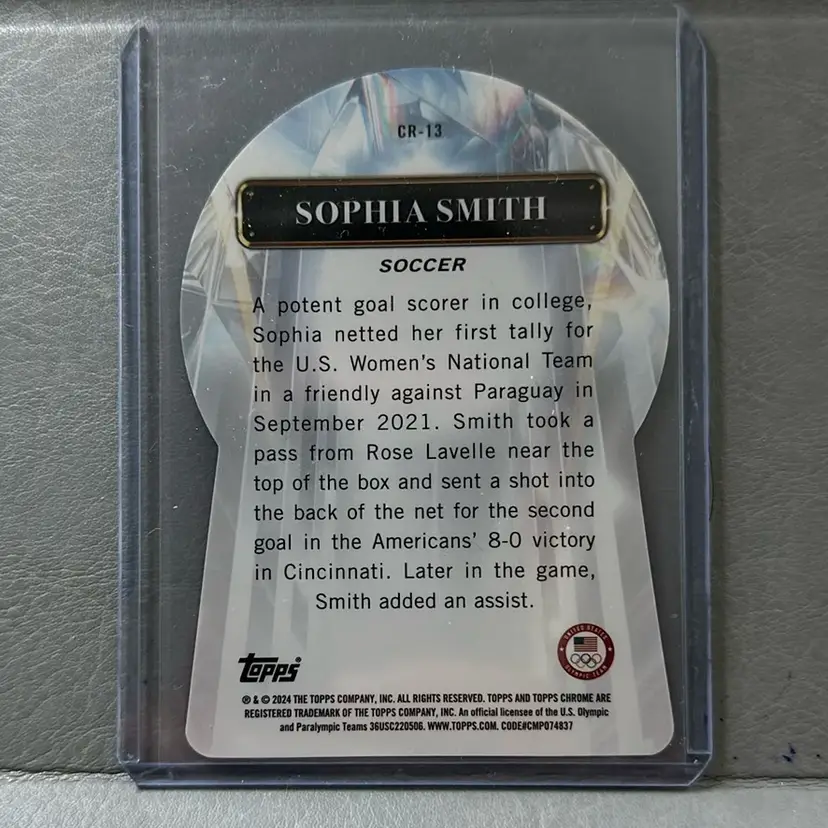 CR-13
SOPHIA SMITH
SOCCER
A potent goal scorer in college,
Sophia netted her first tally for
the U.S. Women's National Team
in a friendly against Paraguay in
September 2021. Smith took a
pass from Rose Lavelle near the
top of the box and sent a shot into
the back of the net for the second
goal in the Americans' 8-0 victory
in Cincinnati. Later in the game,
Smith added an assist.
topps®
UNITED STATES
OLYMPIC TEAM
® & © 2024 THE TOPPS COMPANY, INC. ALL RIGHTS RESERVED. TOPPS AND TOPPS CHROME ARE
REGISTERED TRADEMARK OF THE TOPPS COMPANY, INC. An official licensee of the U.S. Olympic
and Paralympic Teams 36USC220506. WWW.TOPPS.COM. CODE#CMP074837